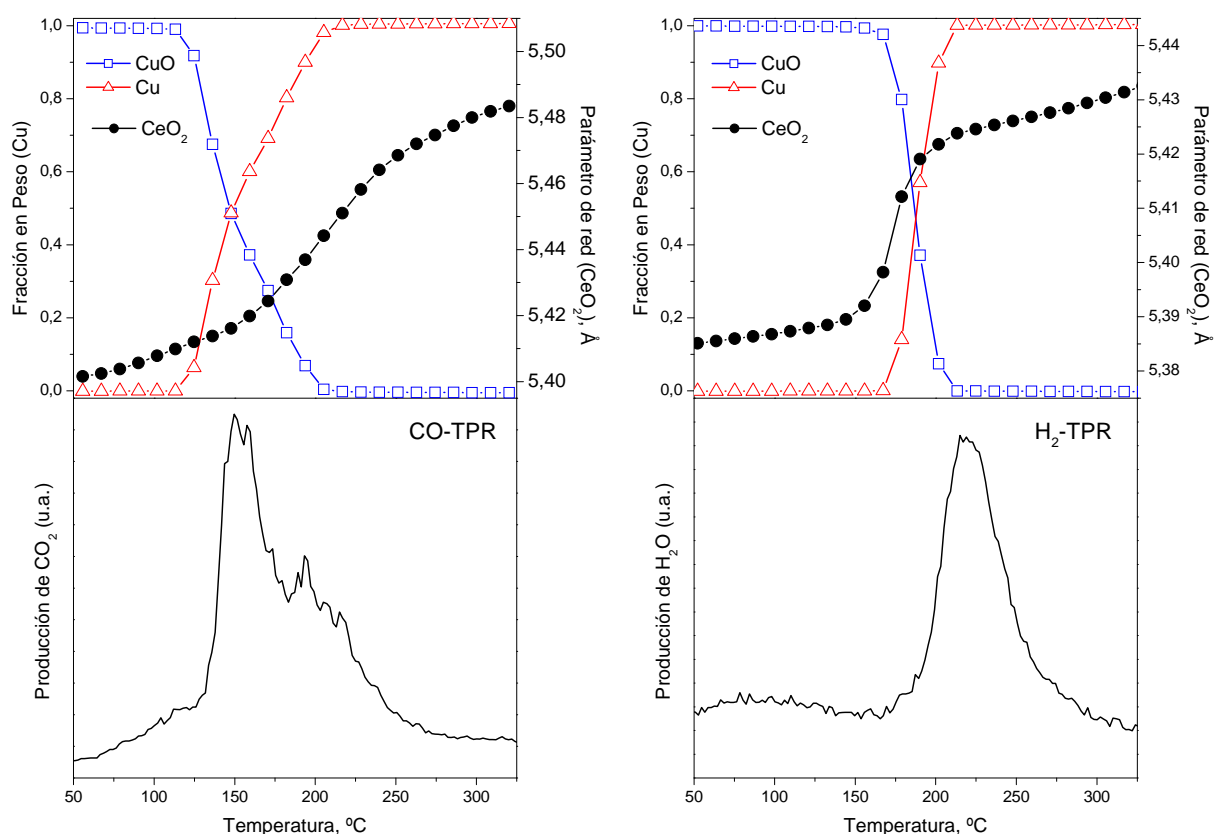 1,0
0,8
0,6
0,4
0,2
0,0
Fracción en Peso (Cu)
CuO
Cu
CeO2
5,50
5,48
5,46
5,44
5,42
5,40
Parámetro de red (CeO2), Å
CO-TPR
Producción de CO2 (u.a.)
50 100 150 200 250 300
Temperatura, ºC
1,0
0,8
0,6
0,4
0,2
0,0
Fracción en Peso (Cu)
CuO
Cu
CeO2
5,44
5,43
5,42
5,41
5,40
5,39
5,38
Parámetro de red (CeO2), Å
H2-TPR
Producción de H2O (u.a.)
50 100 150 200 250 300
Temperatura, ºC